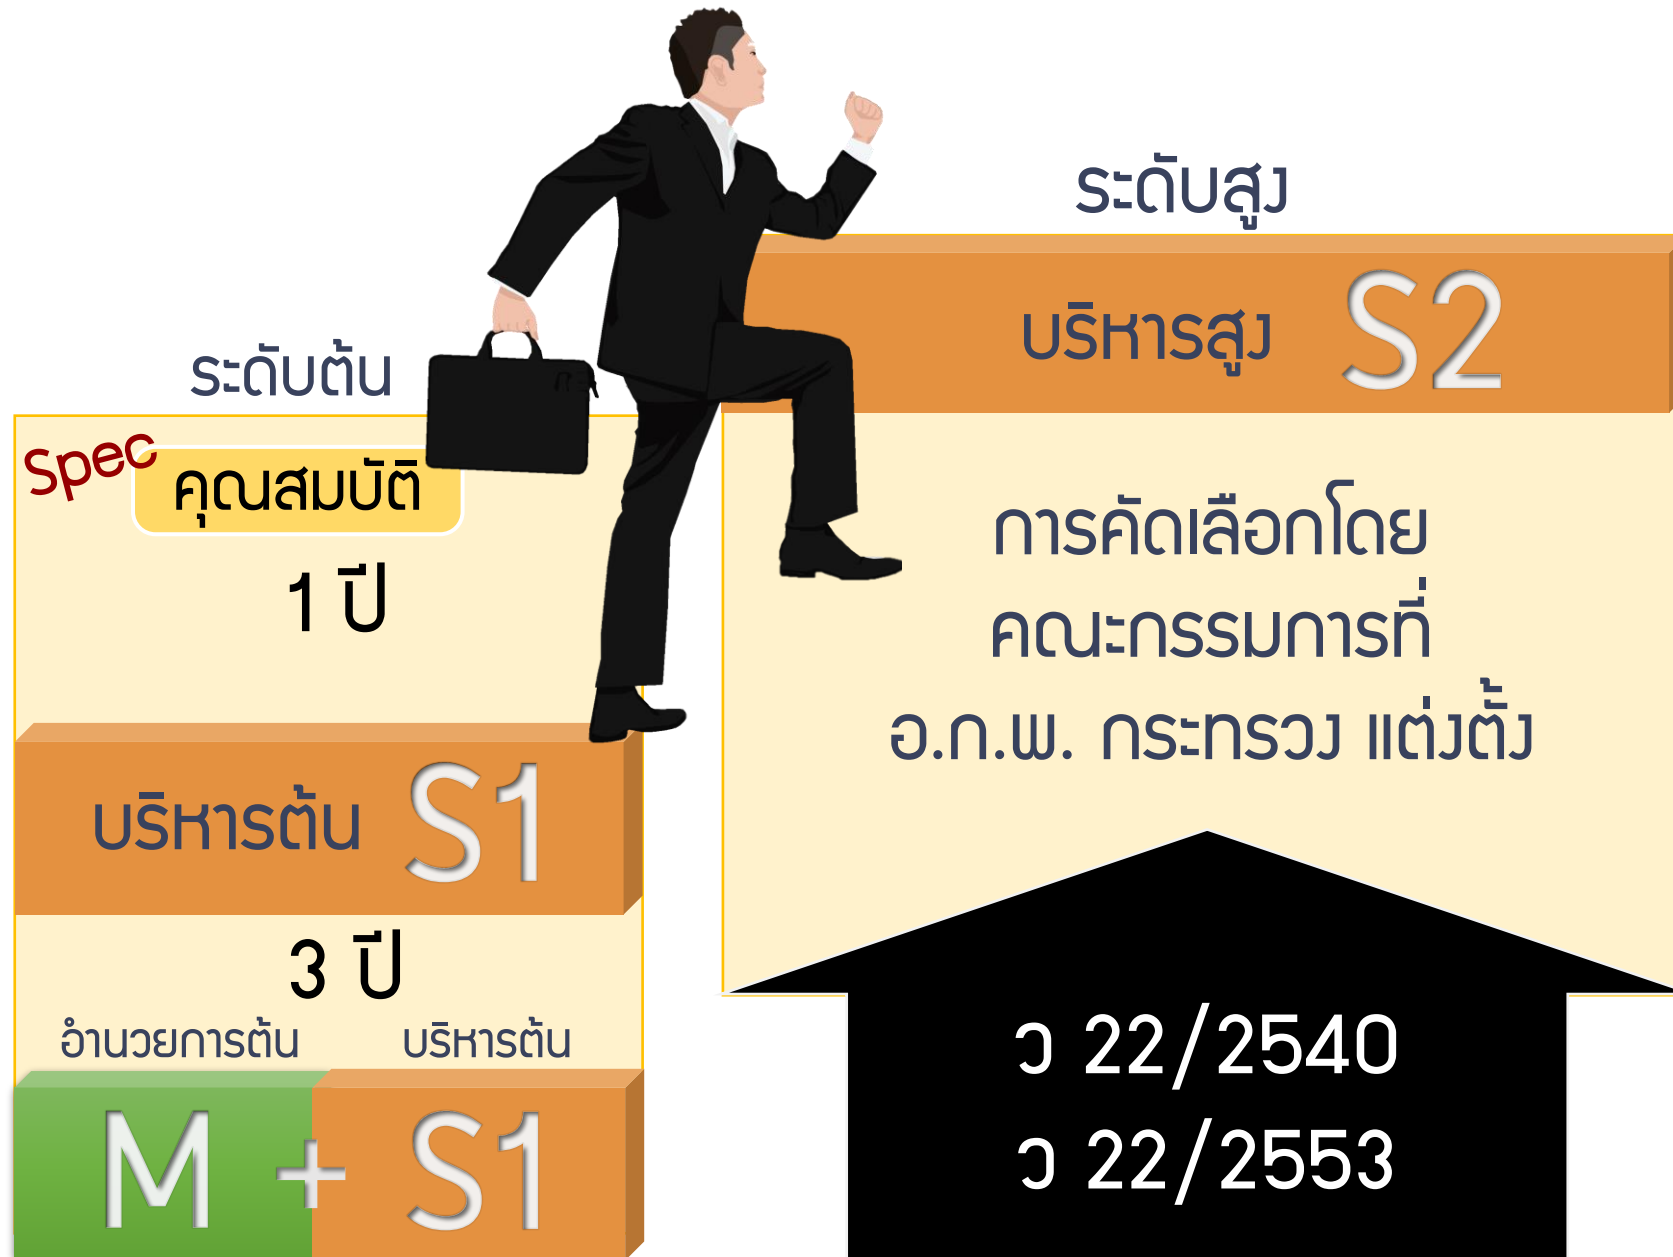 ระดับต้น
Spec
คุณสมบัติ
1 ปี
บริหารต้น S1
3 ปี
อำนวยการต้น บริหารต้น
M + S1
ระดับสูง
บริหารสูง S2
การคัดเลือกโดย
คณะกรรมการที่
อ.ก.พ. กระทรวง แต่งตั้ง
ว 22/2540
ว 22/2553